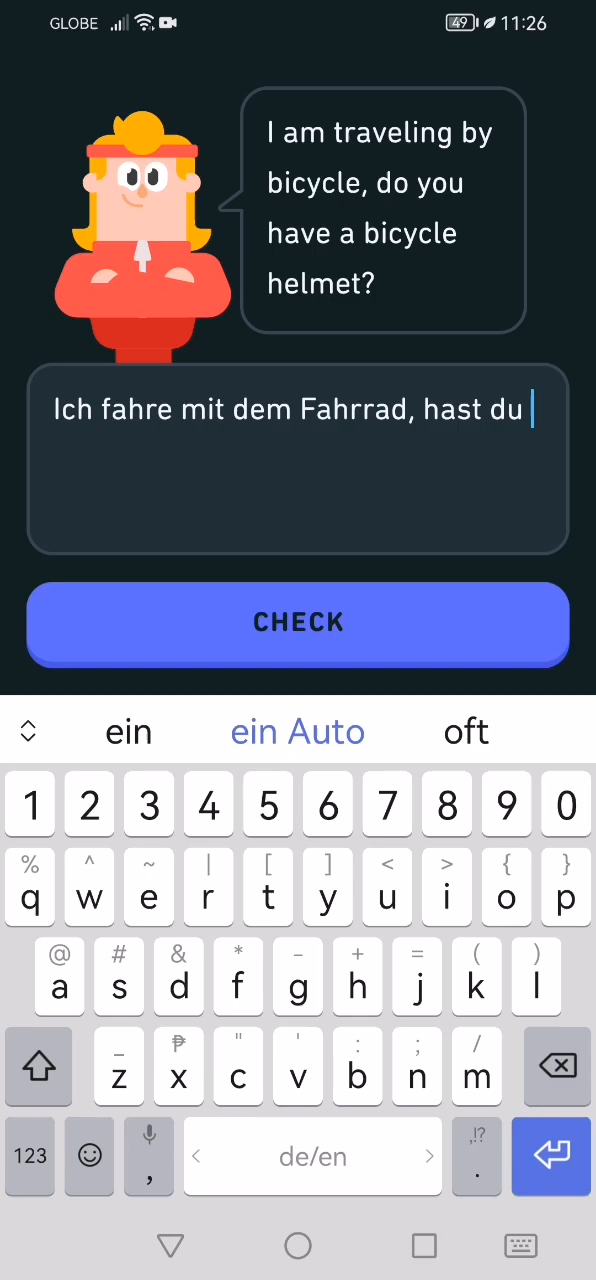 GLOBE 49 11:26
I am traveling by
bicycle, do you
have a bicycle
helmet?
Ich fahre mit dem Fahrrad, hast du
CHECK
ein ein Auto oft
1 2 3 4 5 6 7 8 9 0
% ^ ~ | [ ] < > { }
q w e r t y u i o p
@ # & * - + = ( )
a s d f g h j k l
_ ₱ " ' : ; /
z x c v b n m
123 , < de/en > ,!? .